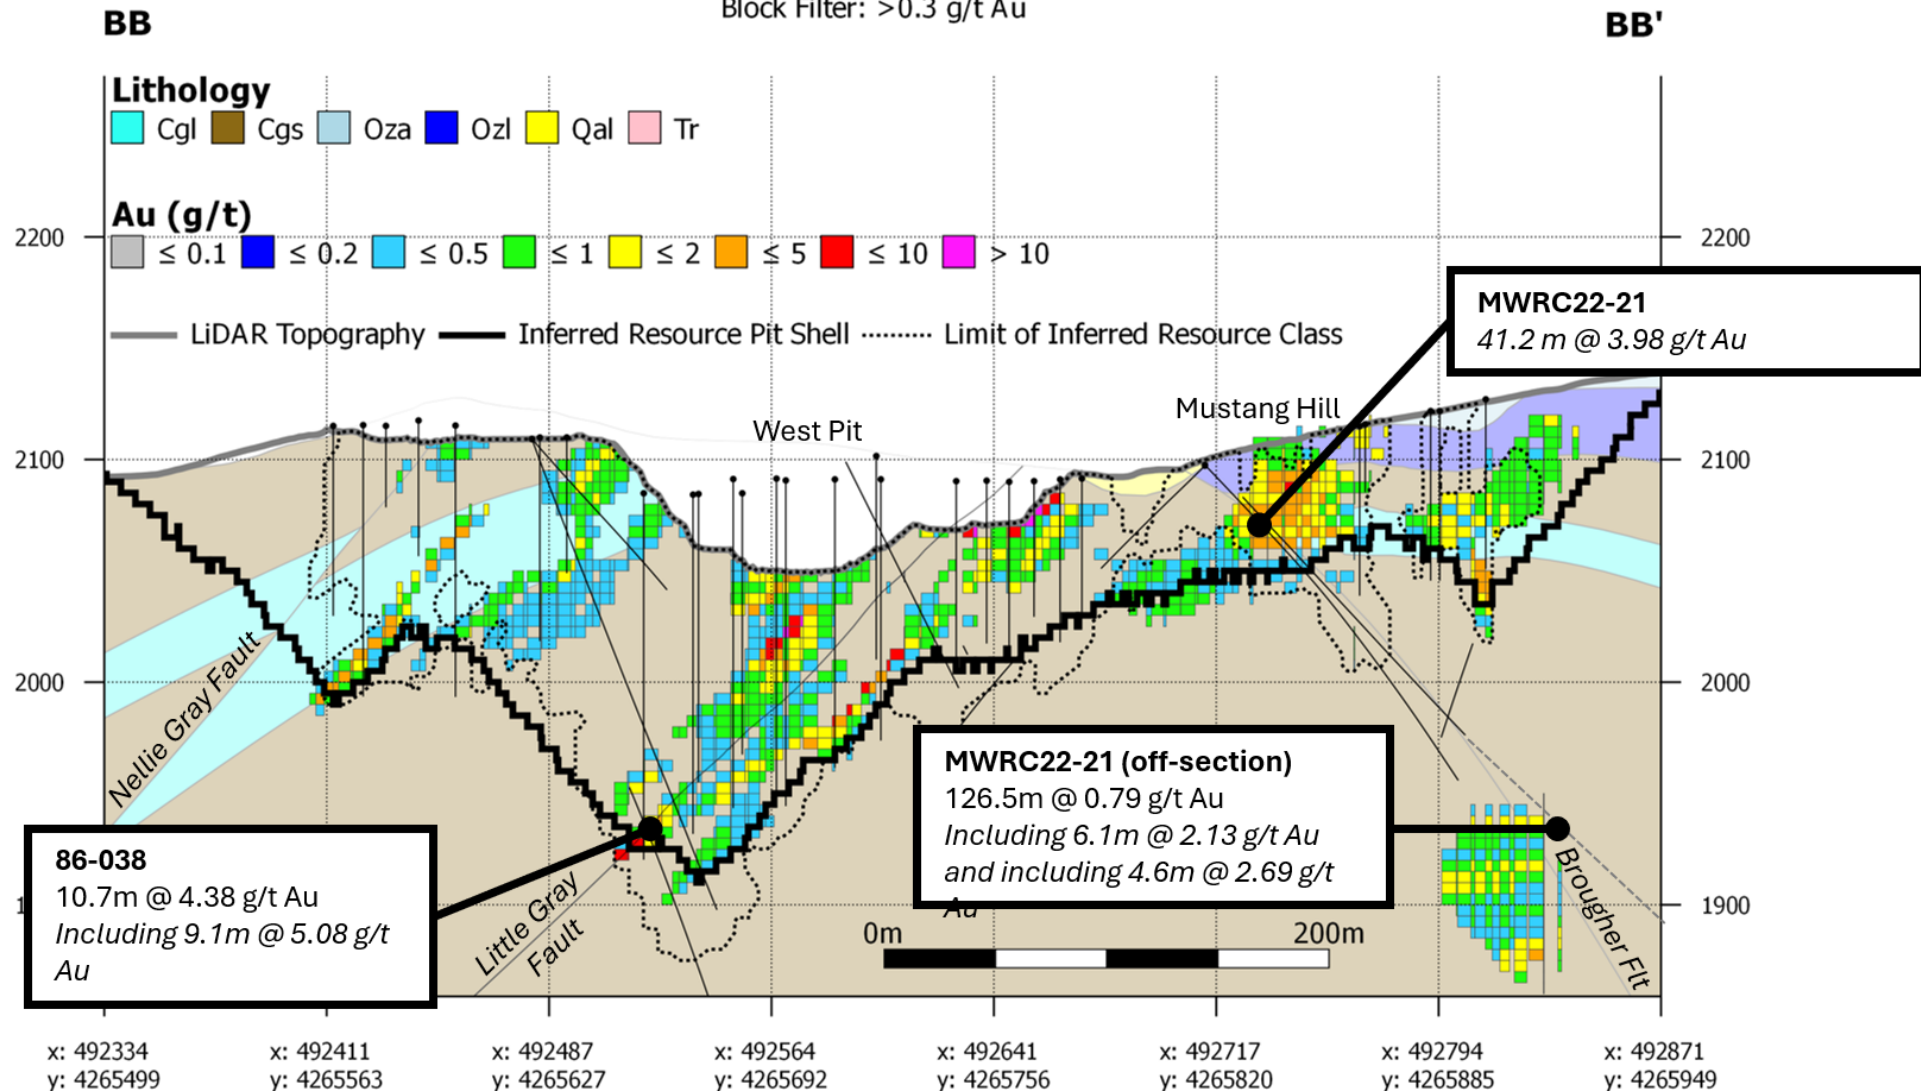 Block Filter: >0.3 g/t Au
BB
BB'
Lithology
Cgl Cgs Oza Ozl Qal Tr
Au (g/t)
2200
2200
≤ 0.1 ≤ 0.2 ≤ 0.5 ≤ 1 ≤ 2 ≤ 5 ≤ 10 > 10
MWRC22-21
41.2 m @ 3.98 g/t Au
LiDAR Topography Inferred Resource Pit Shell Limit of Inferred Resource Class
Mustang Hill
West Pit
2100
2100
2000
2000
Nellie Gray Fault
MWRC22-21 (off-section)
126.5m @ 0.79 g/t Au
Including 6.1m @ 2.13 g/t Au
and including 4.6m @ 2.69 g/t
Au
86-038
10.7m @ 4.38 g/t Au
Including 9.1m @ 5.08 g/t
Au
1
1900
Little Gray
Fault
Brougher Flt
0m
200m
x: 492334 x: 492411 x: 492487 x: 492564 x: 492641 x: 492717 x: 492794 x: 492871
y: 4265499 y: 4265563 y: 4265627 y: 4265692 y: 4265756 y: 4265820 y: 4265885 y: 4265949